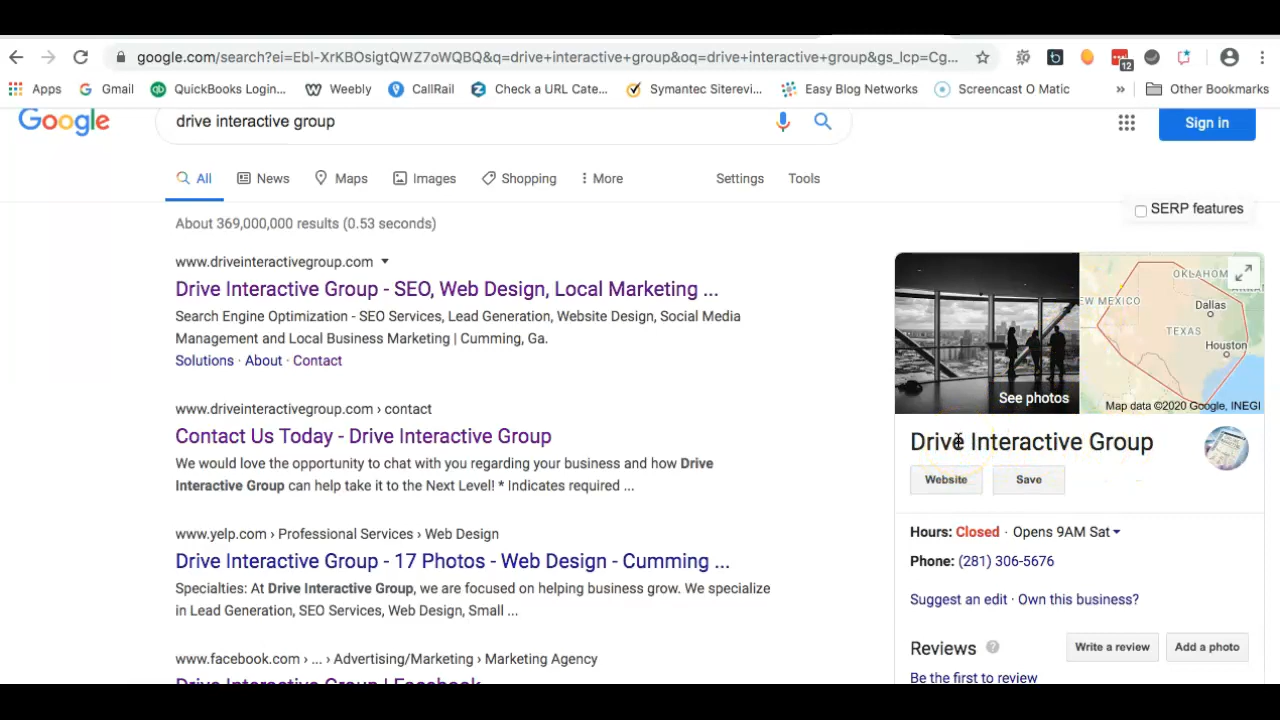 google.com/search?ei=Ebl-XrKBOsigtQWZ7oWQBQ&q=drive+interactive+group&oq=drive+interactive+group&gs_lcp=Cg...
12
Apps Gmail QuickBooks Login... Weebly CallRail Check a URL Cate... Symantec Siterevi... Easy Blog Networks Screencast O Matic » Other Bookmarks
Google drive interactive group Sign in
All News Maps Images Shopping More Settings Tools
SERP features
About 369,000,000 results (0.53 seconds)
www.driveinteractivegroup.com
Drive Interactive Group - SEO, Web Design, Local Marketing ...
Search Engine Optimization - SEO Services, Lead Generation, Website Design, Social Media
Management and Local Business Marketing | Cumming, Ga.
Solutions · About · Contact
www.driveinteractivegroup.com › contact
Contact Us Today - Drive Interactive Group
We would love the opportunity to chat with you regarding your business and how Drive
Interactive Group can help take it to the Next Level! * Indicates required ...
www.yelp.com › Professional Services › Web Design
Drive Interactive Group - 17 Photos - Web Design - Cumming ...
Specialties: At Drive Interactive Group, we are focused on helping business grow. We specialize
in Lead Generation, SEO Services, Web Design, Small ...
www.facebook.com › ... › Advertising/Marketing › Marketing Agency
Drive Interactive Group | Facebook
See photos
OKLAHOM
EW MEXICO
Dallas
TEXAS
Houston
Map data ©2020 Google, INEGI
Drive Interactive Group
Website Save
Hours: Closed · Opens 9AM Sat
Phone: (281) 306-5676
Suggest an edit · Own this business?
Reviews Write a review Add a photo
Be the first to review